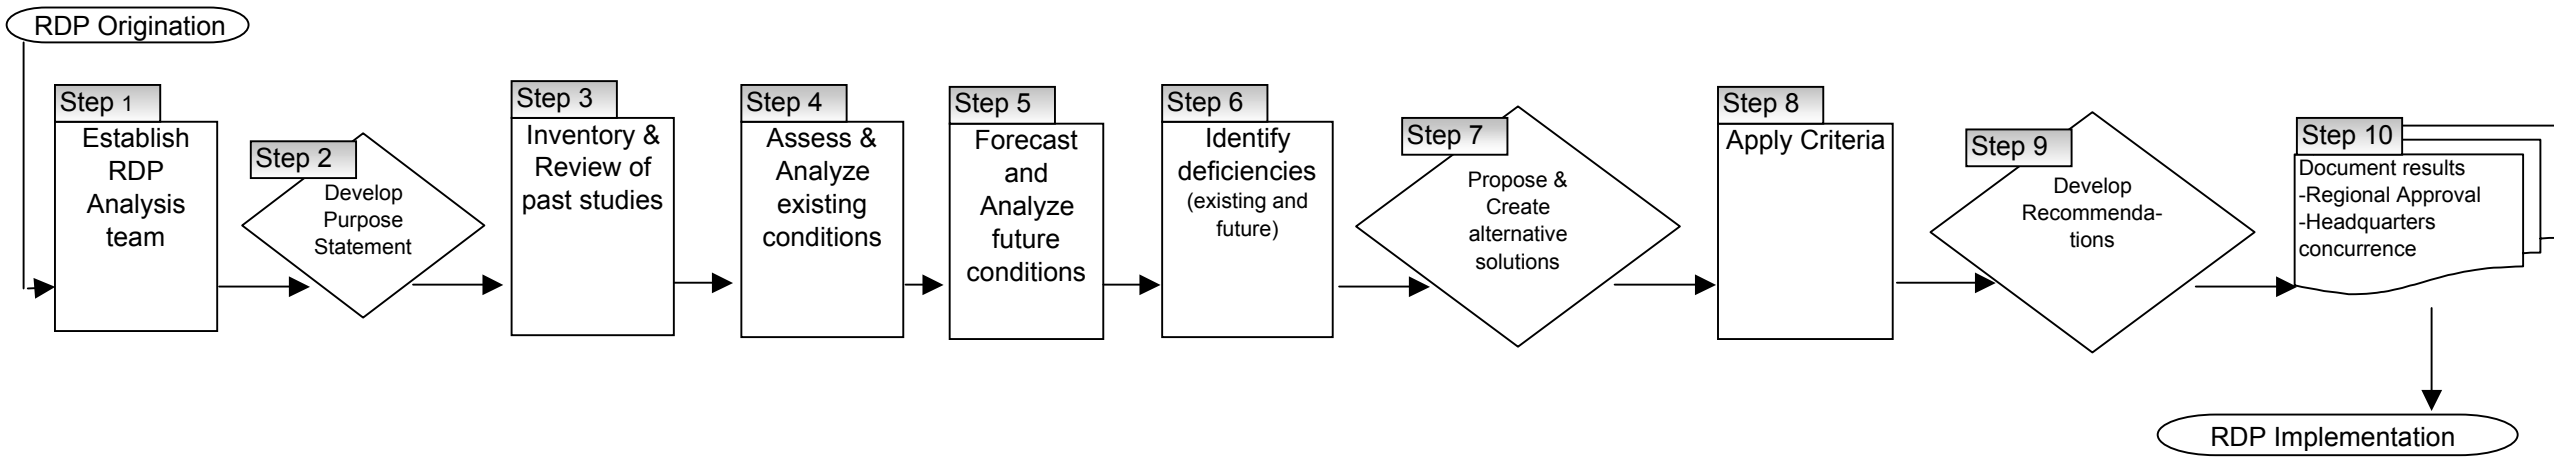 RDP Origination
Step 1
Establish
RDP
Analysis
team
Step 2
Develop
Purpose
Statement
Step 3
Inventory &
Review of
past studies
Step 4
Assess &
Analyze
existing
conditions
Step 5
Forecast
and
Analyze
future
conditions
Step 6
Identify
deficiencies
(existing and
future)
Step 7
Propose &
Create
alternative
solutions
Step 8
Apply Criteria
Step 9
Develop
Recommenda-
tions
Step 10
Document results
-Regional Approval
-Headquarters
concurrence
RDP Implementation